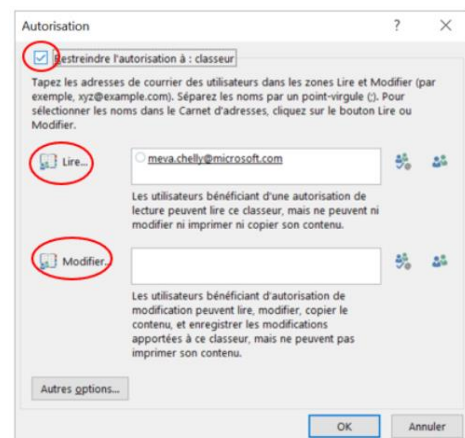 Autorisation ? ×
Restreindre l'autorisation à : classeur
Tapez les adresses de courrier des utilisateurs dans les zones Lire et Modifier (par
exemple, xyz@example.com). Séparez les noms par un point-virgule (;). Pour
sélectionner les noms dans le Carnet d'adresses, cliquez sur le bouton Lire ou
Modifier.
Lire... meva.chelly@microsoft.com
Les utilisateurs bénéficiant d'une autorisation de
lecture peuvent lire ce classeur, mais ne peuvent ni
modifier ni imprimer ni copier son contenu.
Modifier...
Les utilisateurs bénéficiant d'autorisation de
modification peuvent lire, modifier, copier le
contenu, et enregistrer les modifications
apportées à ce classeur, mais ne peuvent pas
imprimer son contenu.
Autres options...
OK Annuler